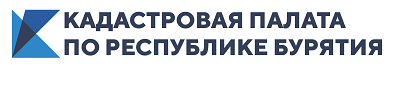 КАДАСТРОВАЯ ПАЛАТА
ПО РЕСПУБЛИКЕ БУРЯТИЯ